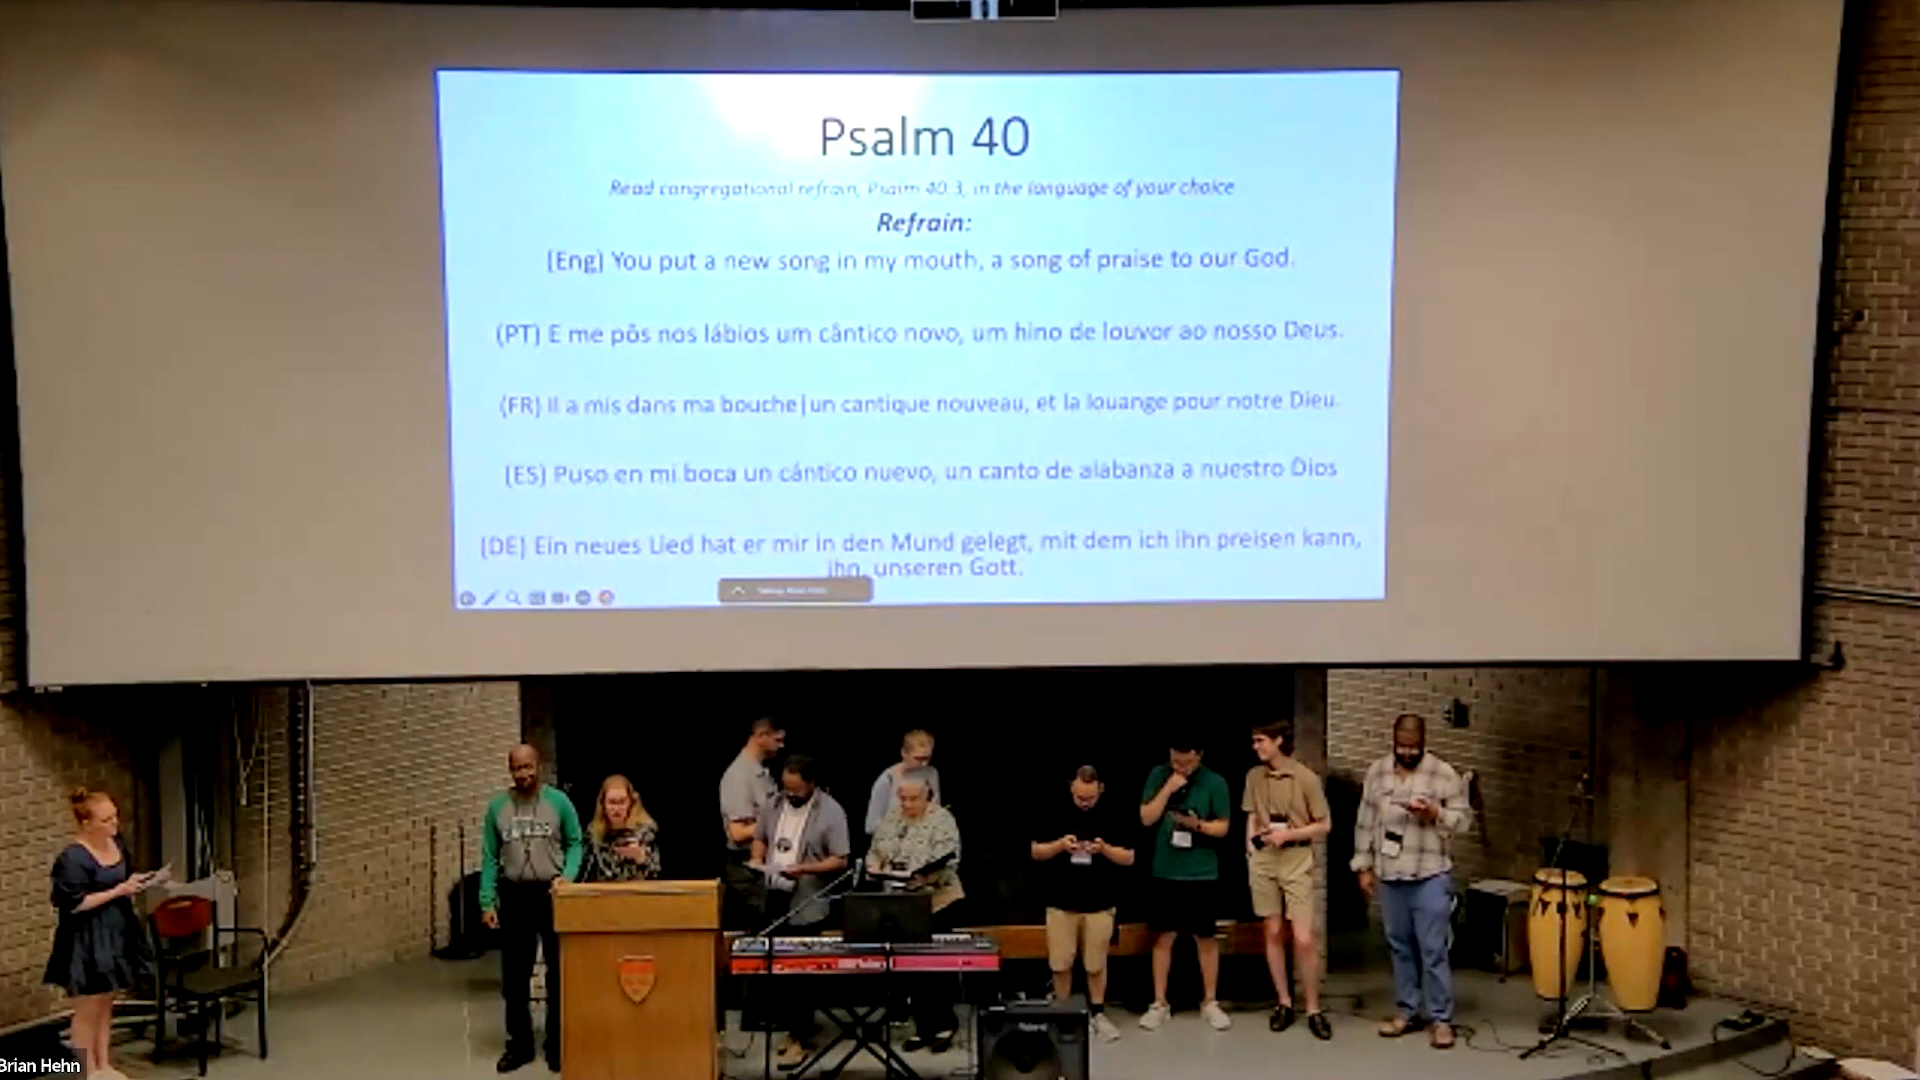 Psalm 40
Read congregational refrain, Psalm 40:3, in the language of your choice
Refrain:
(Eng) You put a new song in my mouth, a song of praise to our God.
(PT) E me pôs nos lábios um cântico novo, um hino de louvor ao nosso Deus.
(FR) Il a mis dans ma bouche|un cantique nouveau, et la louange pour notre Dieu.
(ES) Puso en mi boca un cántico nuevo, un canto de alabanza a nuestro Dios
(DE) Ein neues Lied hat er mir in den Mund gelegt, mit dem ich ihn preisen kann,
ihn, unseren Gott.
Roland
Brian Hehn